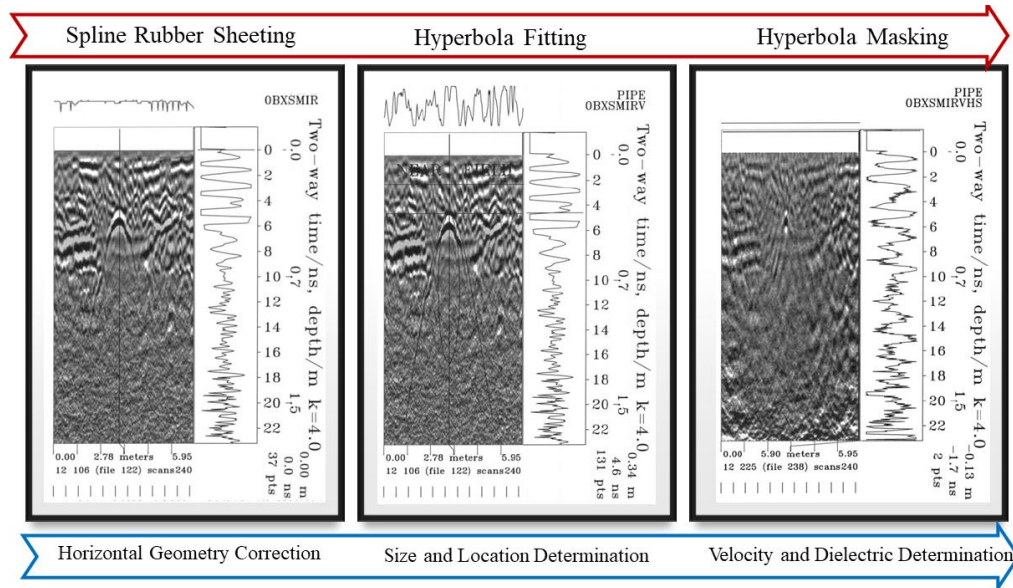 Spline Rubber Sheeting
Hyperbola Fitting
Hyperbola Masking
0BXSMIR
0.0
0
2
4
6
8
0,7
10
12
14
16
18
1,5
20
22
Two-way time/ns, depth/m k=4.0
0.00 2.78 meters 5.95
12 106 (file 122) scans240
0.00 m
0.0 ns
37 pts
PIPE
0BXSMIRV
NEAR FIELD
0.0
0
2
4
6
8
0,7
10
12
14
16
18
1,5
20
22
Two-way time/ns, depth/m k=4.0
0.00 2.78 meters 5.95
12 106 (file 122) scans240
0.34 m
4.6 ns
131 pts
PIPE
0BXSMIRVHS
0.0
0
2
4
6
8
0,7
10
12
14
16
18
1,5
20
22
Two-way time/ns, depth/m k=4.0
0.00 5.90 meters 5.95
12 225 (file 238) scans240
-0.13 m
-1.7 ns
2 pts
Horizontal Geometry Correction
Size and Location Determination
Velocity and Dielectric Determination